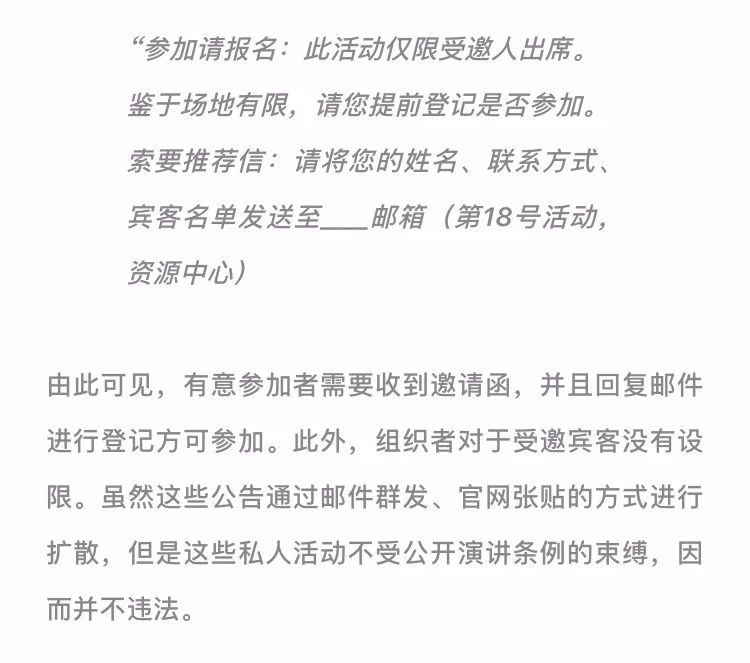 “参加请报名：此活动仅限受邀人出席。
鉴于场地有限，请您提前登记是否参加。
索要推荐信：请将您的姓名、联系方式、
宾客名单发送至____邮箱（第18号活动，
资源中心）
由此可见，有意参加者需要收到邀请函，并且回复邮件
进行登记方可参加。此外，组织者对于受邀宾客没有设
限。虽然这些公告通过邮件群发、官网张贴的方式进行
扩散，但是这些私人活动不受公开演讲条例的束缚，因
而并不违法。